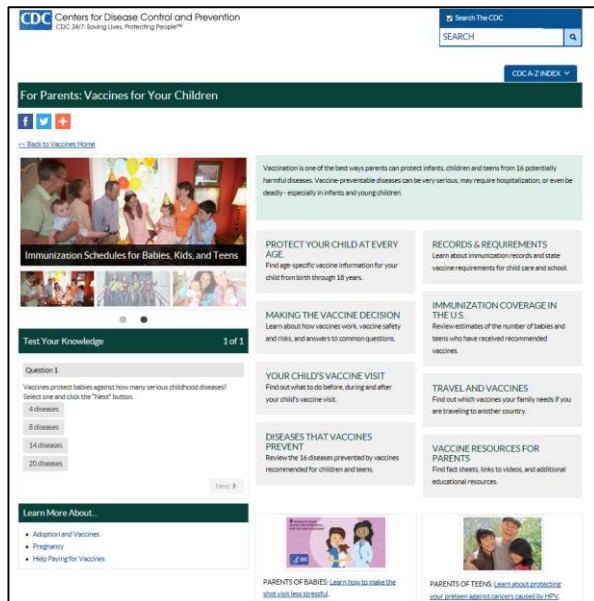 CDC Centers for Disease Control and Prevention
CDC 24/7: Saving Lives. Protecting People™
Search The CDC
SEARCH
CDC A-Z INDEX
For Parents: Vaccines for Your Children
<< Back to Vaccines Home
Immunization Schedules for Babies, Kids, and Teens
Test Your Knowledge 1 of 1
Question 1
Vaccines protect babies against how many serious childhood diseases?
Select one and click the "Next" button.
4 diseases
8 diseases
14 diseases
20 diseases
Next
Learn More About...
Adoption and Vaccines
Pregnancy
Help Paying for Vaccines
Vaccination is one of the best ways parents can protect infants, children and teens from 16 potentially
harmful diseases. Vaccine-preventable diseases can be very serious, may require hospitalization, or even be
deadly - especially in infants and young children.
PROTECT YOUR CHILD AT EVERY
AGE.
Find age-specific vaccine information for your
child from birth through 18 years.
MAKING THE VACCINE DECISION
Learn about how vaccines work, vaccine safety
and risks, and answers to common questions.
YOUR CHILD'S VACCINE VISIT
Find out what to do before, during and after
your child's vaccine visit.
DISEASES THAT VACCINES
PREVENT
Review the 16 diseases prevented by vaccines
recommended for children and teens.
RECORDS & REQUIREMENTS
Learn about immunization records and state
vaccine requirements for child care and school.
IMMUNIZATION COVERAGE IN
THE U.S.
Review estimates of the number of babies and
teens who have received recommended
vaccines.
TRAVEL AND VACCINES
Find out which vaccines your family needs if you
are traveling to another country.
VACCINE RESOURCES FOR
PARENTS
Find fact sheets, links to videos, and additional
educational resources.
PARENTS OF BABIES: Learn how to make the
shot visit less stressful.
PARENTS OF TEENS: Learn about protecting
your preteen against cancers caused by HPV.